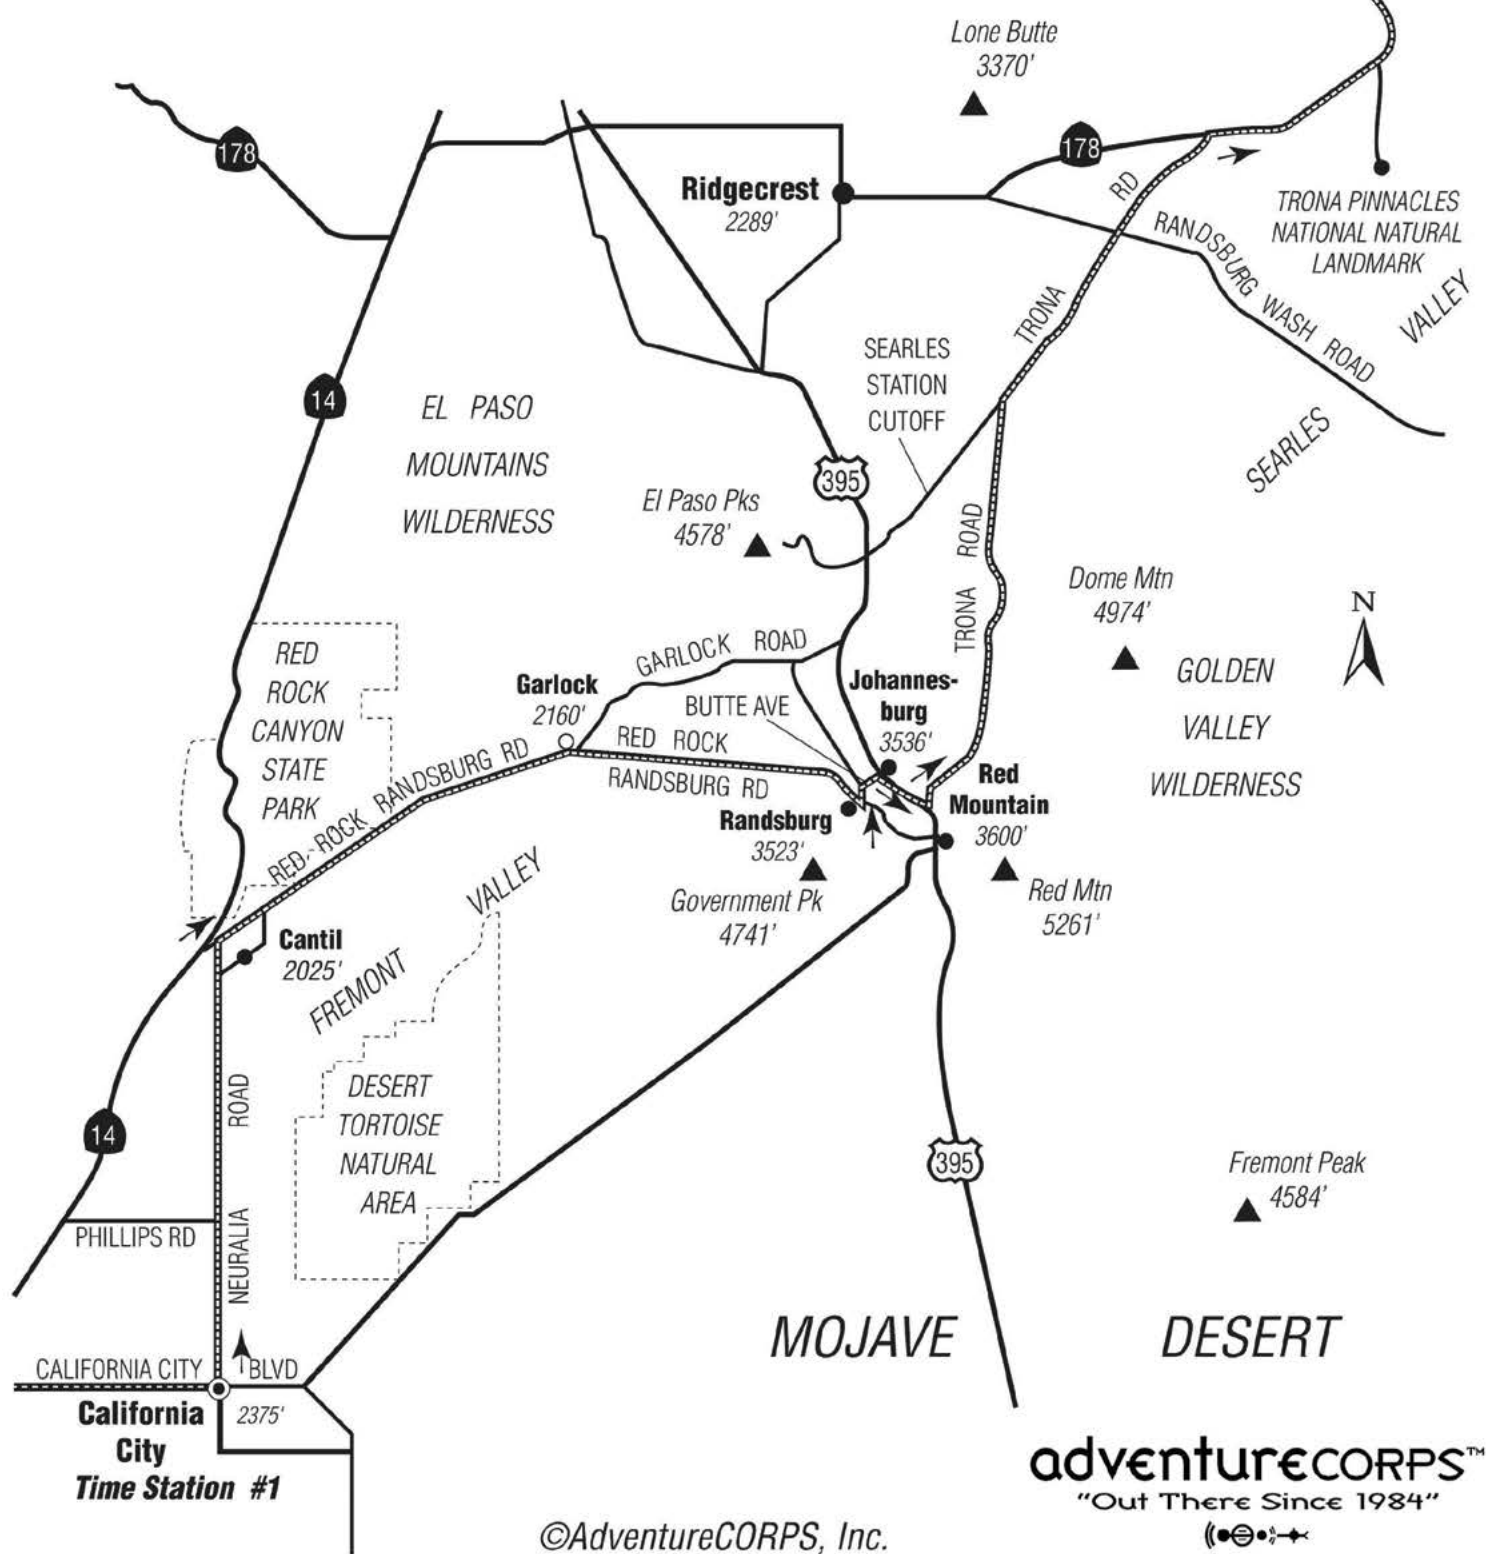 Lone Butte
3370'
178
178
Ridgecrest
2289'
RD
TRONA PINNACLES
NATIONAL NATURAL
LANDMARK
RANDSBURG WASH ROAD
VALLEY
TRONA
SEARLES
STATION
CUTOFF
14
EL PASO
MOUNTAINS
WILDERNESS
SEARLES
395
El Paso Pks
4578'
ROAD
TRONA
Dome Mtn
4974'
N
GOLDEN
VALLEY
WILDERNESS
RED
ROCK
CANYON
STATE
PARK
GARLOCK ROAD
Garlock
2160'
Johannes-
burg
3536'
BUTTE AVE
RED ROCK
RANDSBURG RD
RED ROCK RANDSBURG RD
Red
Mountain
3600'
Randsburg
3523'
Government Pk
4741'
Red Mtn
5261'
VALLEY
Cantil
2025'
FREMONT
DESERT
TORTOISE
NATURAL
AREA
ROAD
14
395
Fremont Peak
4584'
PHILLIPS RD
NEURALIA
MOJAVE DESERT
CALIFORNIA CITY BLVD
California
City
2375'
Time Station #1
adventureCORPS™
"Out There Since 1984"
©AdventureCORPS, Inc.